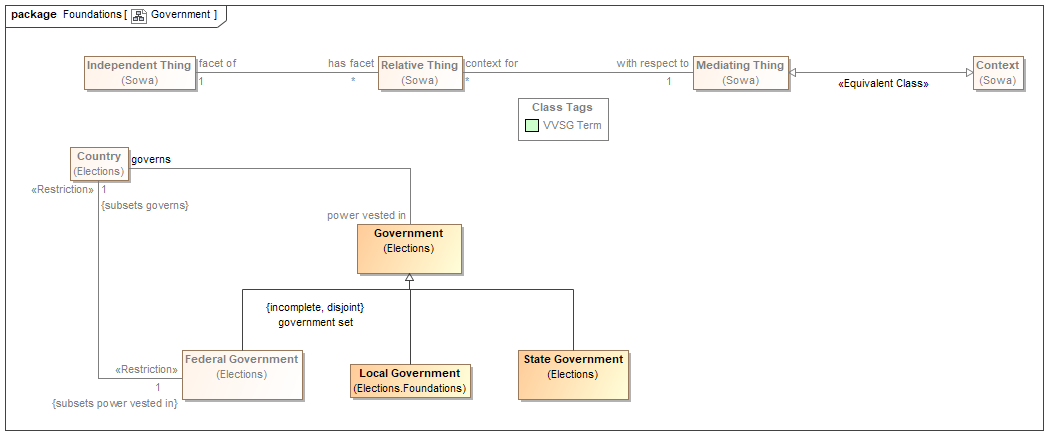 package Foundations [ Government ]
Independent Thing
(Sowa)
facet of
1
has facet
*
Relative Thing
(Sowa)
context for
*
with respect to
1
Mediating Thing
(Sowa)
«Equivalent Class»
Context
(Sowa)
Class Tags
VVSG Term
Country
(Elections)
governs
«Restriction»
1
{subsets governs}
power vested in
Government
(Elections)
{incomplete, disjoint}
government set
Federal Government
(Elections)
Local Government
(Elections.Foundations)
State Government
(Elections)
«Restriction»
1
{subsets power vested in}